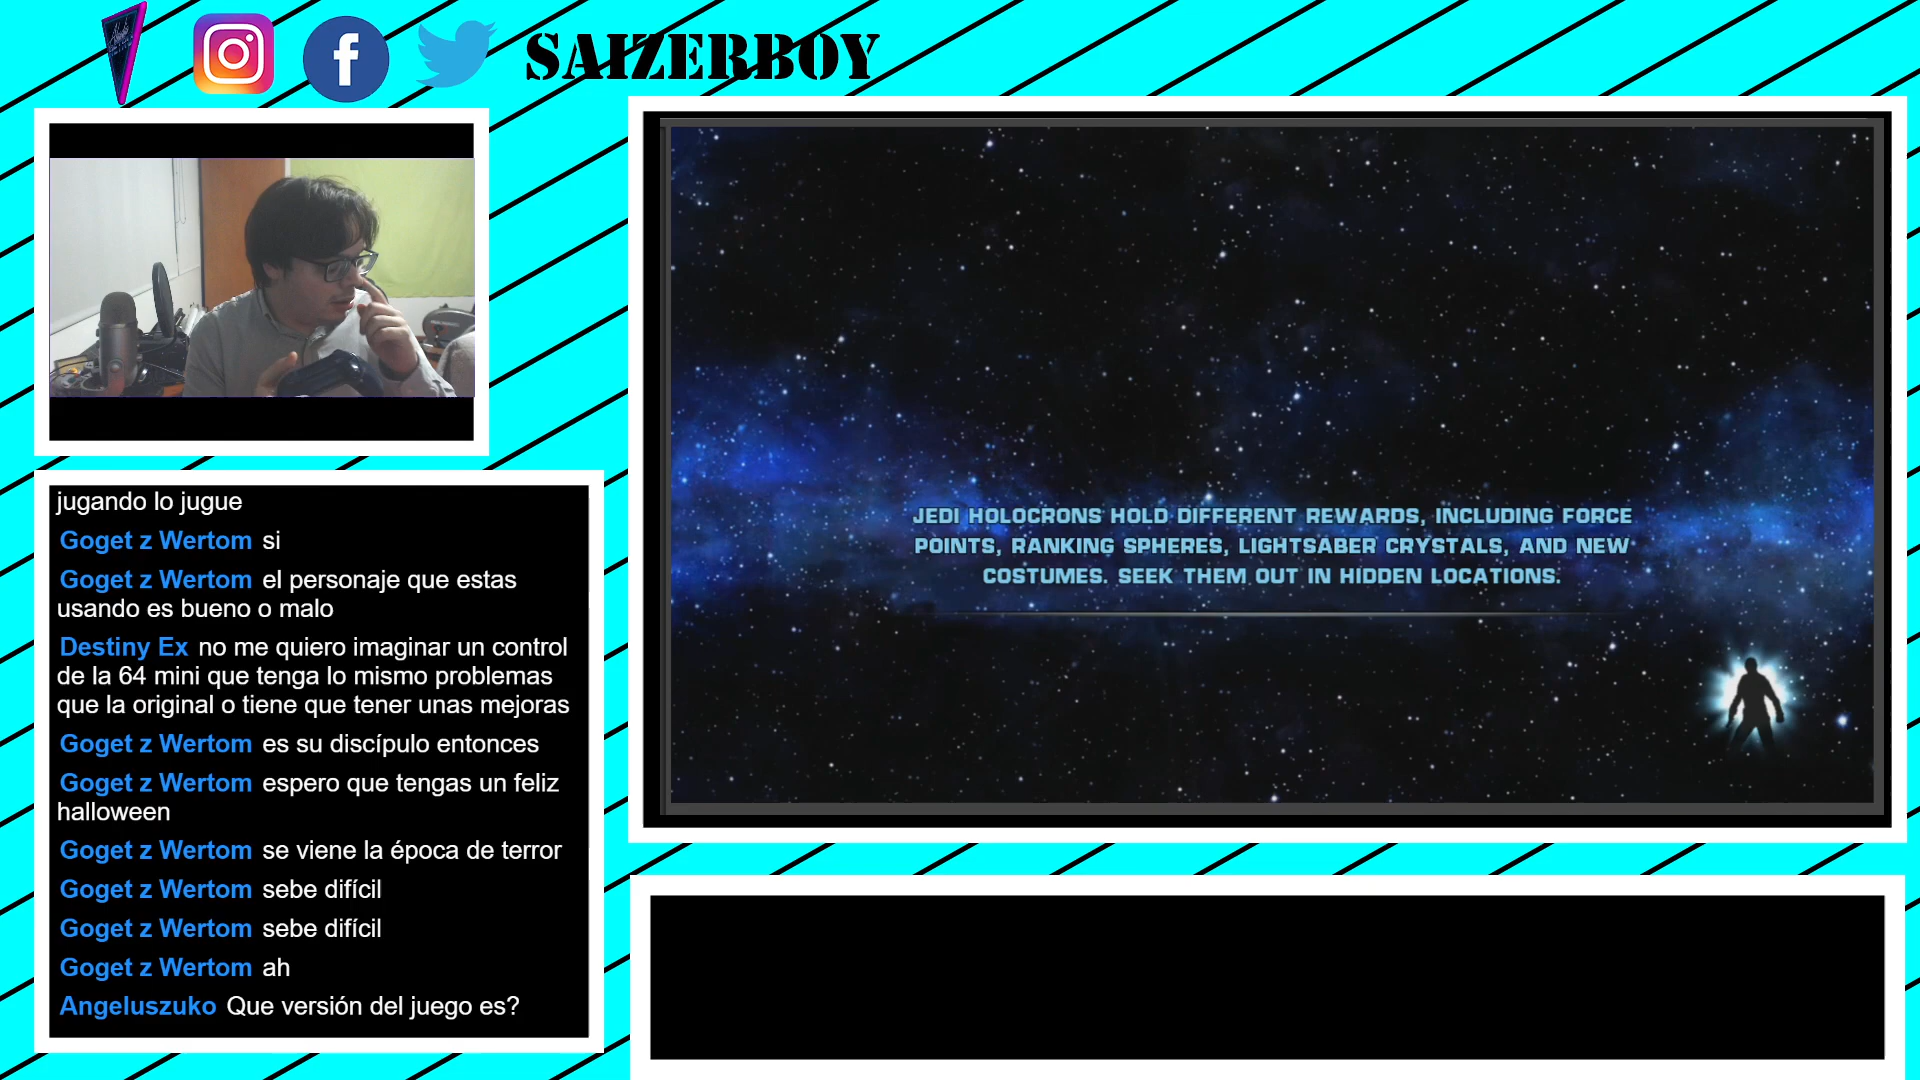 SAIZERBOY
jugando lo jugue
Goget z Wertom si
Goget z Wertom el personaje que estas
usando es bueno o malo
Destiny Ex no me quiero imaginar un control
de la 64 mini que tenga lo mismo problemas
que la original o tiene que tener unas mejoras
Goget z Wertom es su discípulo entonces
Goget z Wertom espero que tengas un feliz
halloween
Goget z Wertom se viene la época de terror
Goget z Wertom sebe difícil
Goget z Wertom sebe difícil
Goget z Wertom ah
Angeluszuko Que versión del juego es?
JEDI HOLOCRONS HOLD DIFFERENT REWARDS, INCLUDING FORCE
POINTS, RANKING SPHERES, LIGHTSABER CRYSTALS, AND NEW
COSTUMES. SEEK THEM OUT IN HIDDEN LOCATIONS.